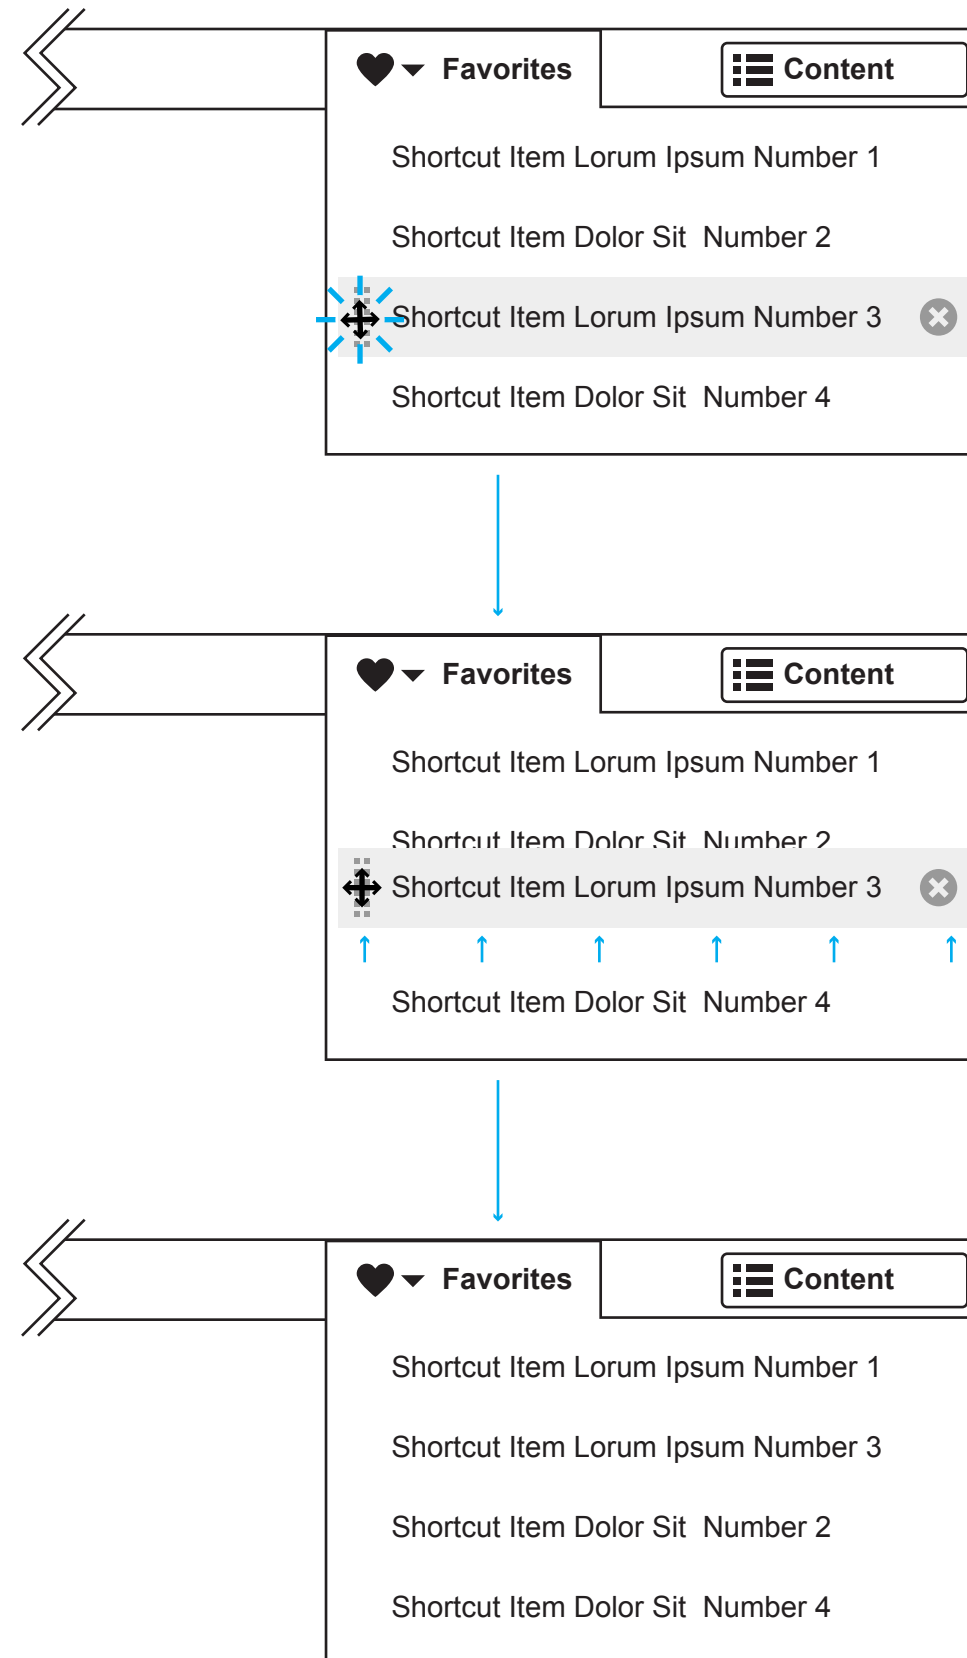 Favorites
Content
Shortcut Item Lorum Ipsum Number 1
Shortcut Item Dolor Sit  Number 2
Shortcut Item Lorum Ipsum Number 3
Shortcut Item Dolor Sit  Number 4
Favorites
Content
Shortcut Item Lorum Ipsum Number 1
Shortcut Item Dolor Sit  Number 2
Shortcut Item Lorum Ipsum Number 3
Shortcut Item Dolor Sit  Number 4
Favorites
Content
Shortcut Item Lorum Ipsum Number 1
Shortcut Item Lorum Ipsum Number 3
Shortcut Item Dolor Sit  Number 2
Shortcut Item Dolor Sit  Number 4